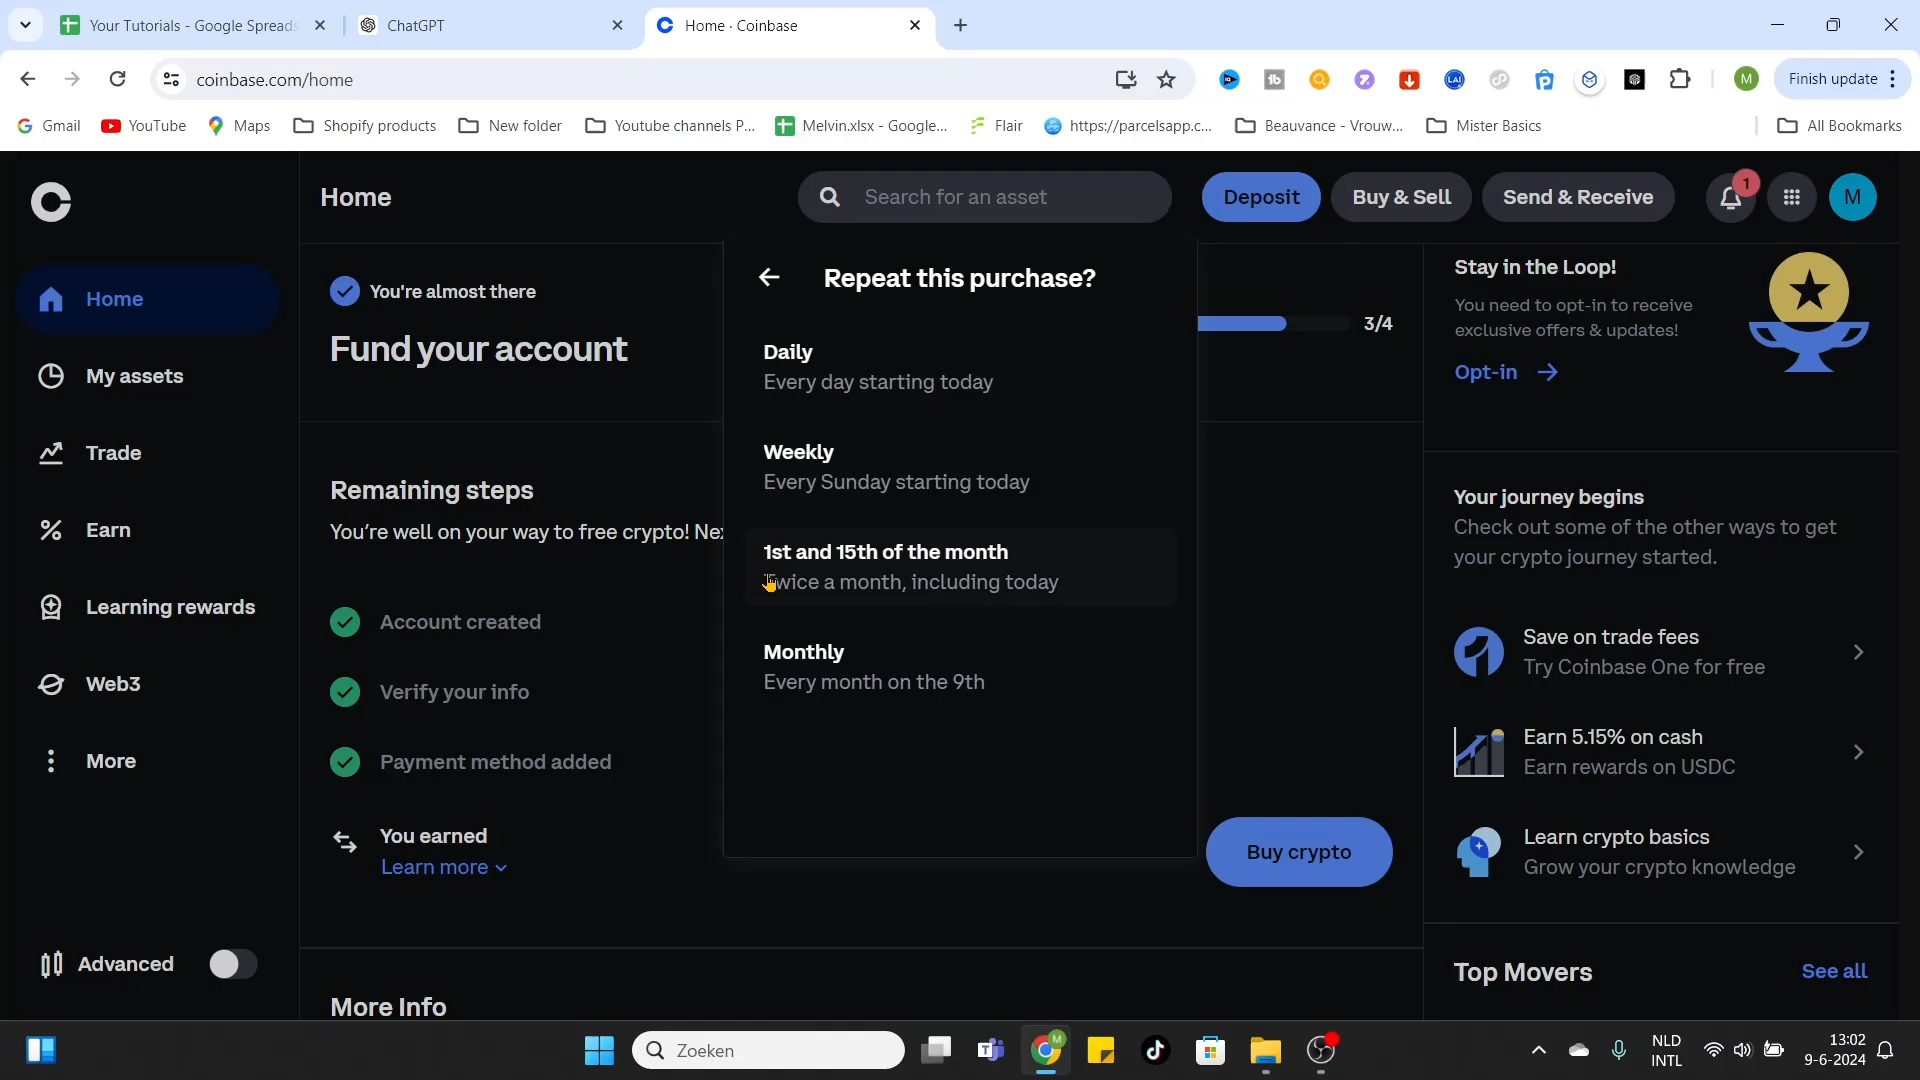 Your Tutorials - Google Spreads
ChatGPT
Home · Coinbase
coinbase.com/home
M
Finish update
Gmail
YouTube
Maps
Shopify products
New folder
Youtube channels P...
Melvin.xlsx - Google...
Flair
https://parcelsapp.c...
Beauvance - Vrouw...
Mister Basics
All Bookmarks
Home
Search for an asset
Deposit
Buy & Sell
Send & Receive
1
M
Home
My assets
Trade
Earn
Learning rewards
Web3
More
Advanced
You're almost there
Fund your account
3/4
Remaining steps
You're well on your way to free crypto! Ne
Account created
Verify your info
Payment method added
You earned
Learn more
Buy crypto
More Info
Repeat this purchase?
Daily
Every day starting today
Weekly
Every Sunday starting today
1st and 15th of the month
Twice a month, including today
Monthly
Every month on the 9th
Stay in the Loop!
You need to opt-in to receive
exclusive offers & updates!
Opt-in
Your journey begins
Check out some of the other ways to get
your crypto journey started.
Save on trade fees
Try Coinbase One for free
Earn 5.15% on cash
Earn rewards on USDC
Learn crypto basics
Grow your crypto knowledge
Top Movers
See all
Zoeken
NLD
INTL
13:02
9-6-2024